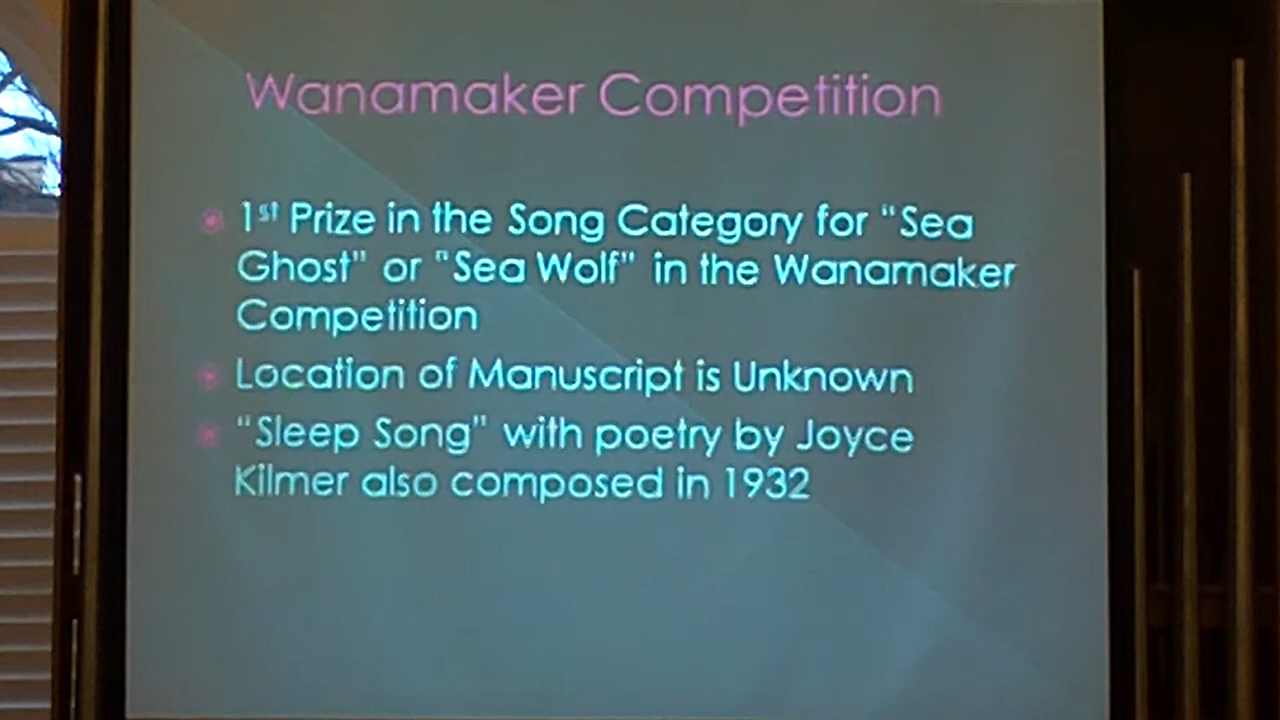 Wanamaker Competition
1st Prize in the Song Category for "Sea
Ghost" or "Sea Wolf" in the Wanamaker
Competition
Location of Manuscript is Unknown
"Sleep Song" with poetry by Joyce
Kilmer also composed in 1932